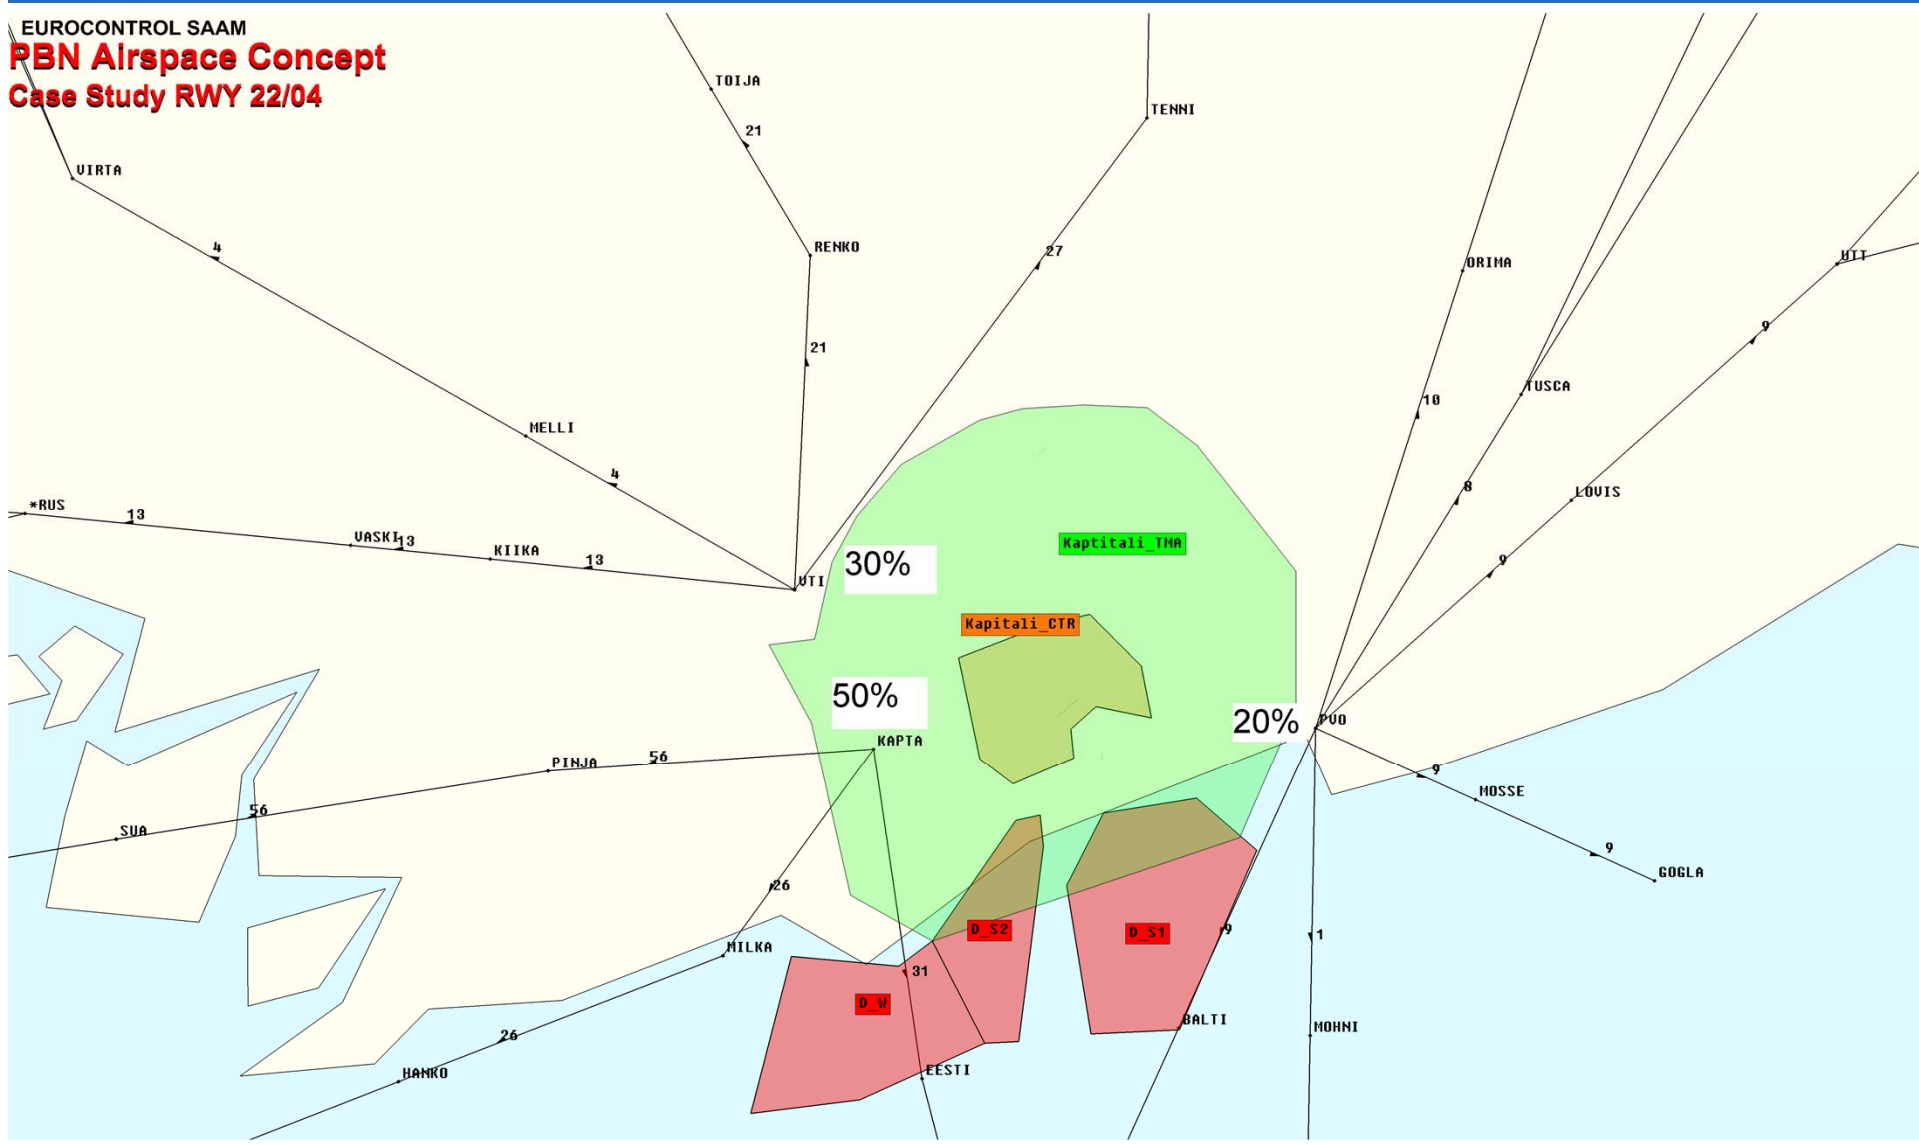 EUROCONTROL SAAM
PBN Airspace Concept
Case Study RWY 22/04
TOIJA
TENNI
21
VIRTA
4
RENKO
27
ORIMA
UTT
9
21
TUSCA
10
MELLI
4
8
LOVIS
*RUS
13
VASKI
13
KIIKA
13
Kaptitali_TMA
9
30%
VTI
Kapitali_CTR
50%
20%
PVO
KAPTA
PINJA
56
9
MOSSE
56
SUA
9
GOGLA
26
D_S2
D_S1
9
1
MILKA
31
D_W
BALTI
MOHNI
26
HANKO
EESTI